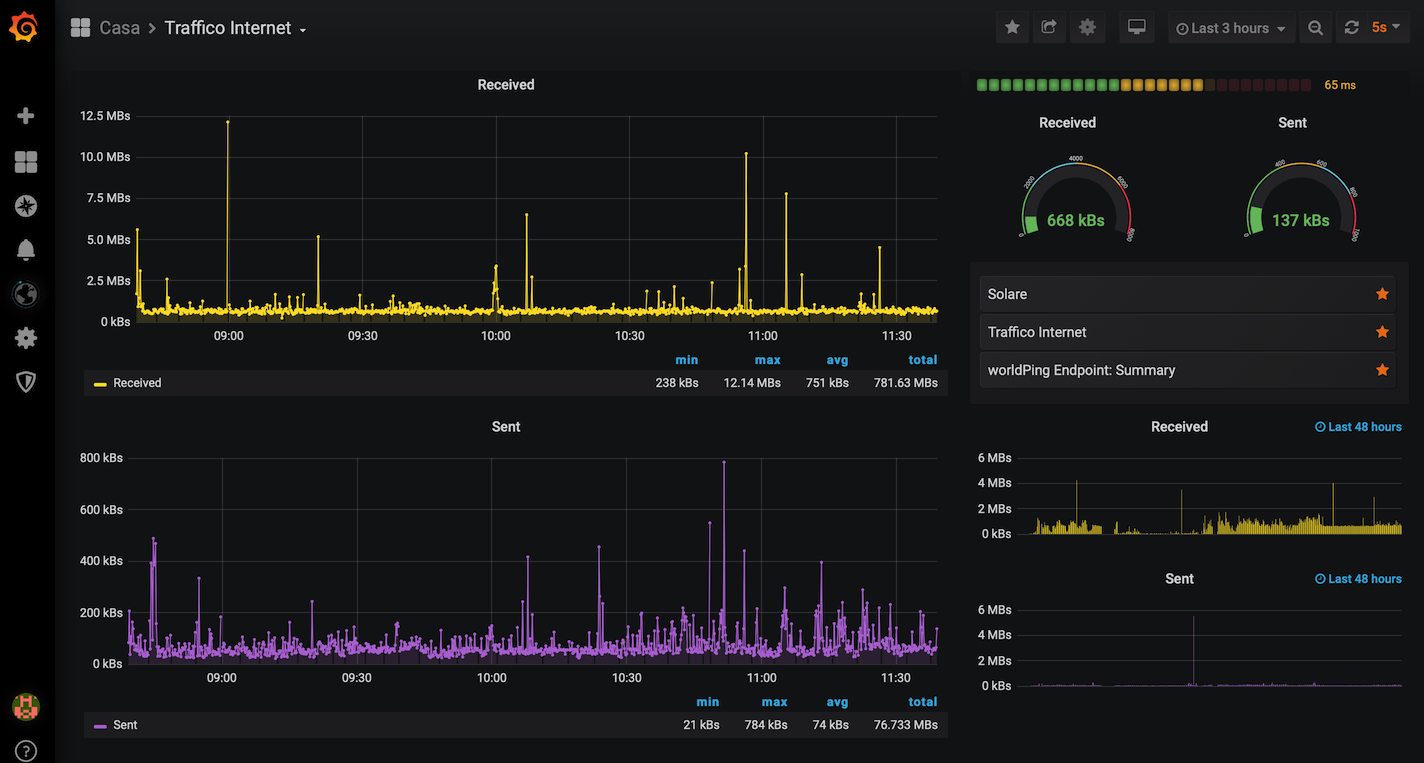 Casa > Traffico Internet
Last 3 hours
5s
Received
12.5 MBs
10.0 MBs
7.5 MBs
5.0 MBs
2.5 MBs
0 kBs
09:00 09:30 10:00 10:30 11:00 11:30
min max avg total
Received 238 kBs 12.14 MBs 751 kBs 781.63 MBs
Sent
800 kBs
600 kBs
400 kBs
200 kBs
0 kBs
09:00 09:30 10:00 10:30 11:00 11:30
min max avg total
Sent 21 kBs 784 kBs 74 kBs 76.733 MBs
65 ms
Received
0 2000 4000 6000 8000
668 kBs
Sent
0 400 600 800 1000
137 kBs
Solare
Traffico Internet
worldPing Endpoint: Summary
Received
Last 48 hours
6 MBs
4 MBs
2 MBs
0 kBs
Sent
Last 48 hours
6 MBs
4 MBs
2 MBs
0 kBs
?